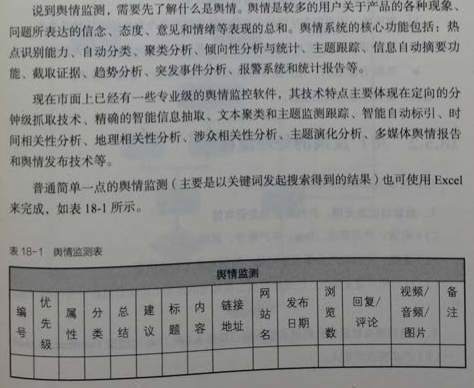 说到舆情监测，需要先了解什么是舆情。舆情是较多的用户关于产品的各种现象、
问题所表达的信念、态度、意见和情绪等表现的总和。舆情系统的核心功能包括：热
点识别能力、自动分类、聚类分析、倾向性分析与统计、主题跟踪、信息自动摘要功
能、截取证据、趋势分析、突发事件分析、报警系统和统计报告等。
现在市面上已经有一些专业级的舆情监控软件，其技术特点主要体现在定向的分
钟级抓取技术、精确的智能信息抽取、文本聚类和主题监测跟踪、智能自动标引、时
间相关性分析、地理相关性分析、涉众相关性分析、主题演化分析、多媒体舆情报告
和舆情发布技术等。
普通简单一点的舆情监测（主要是以关键词发起搜索得到的结果）也可使用 Excel
来完成，如表 18-1 所示。
表 18-1 舆情监测表
舆情监测
编号 优先级 属性 分类 总结 建议 标题 内容 链接地址 网站名 发布日期 浏览数 回复/评论 视频/音频/图片 备注